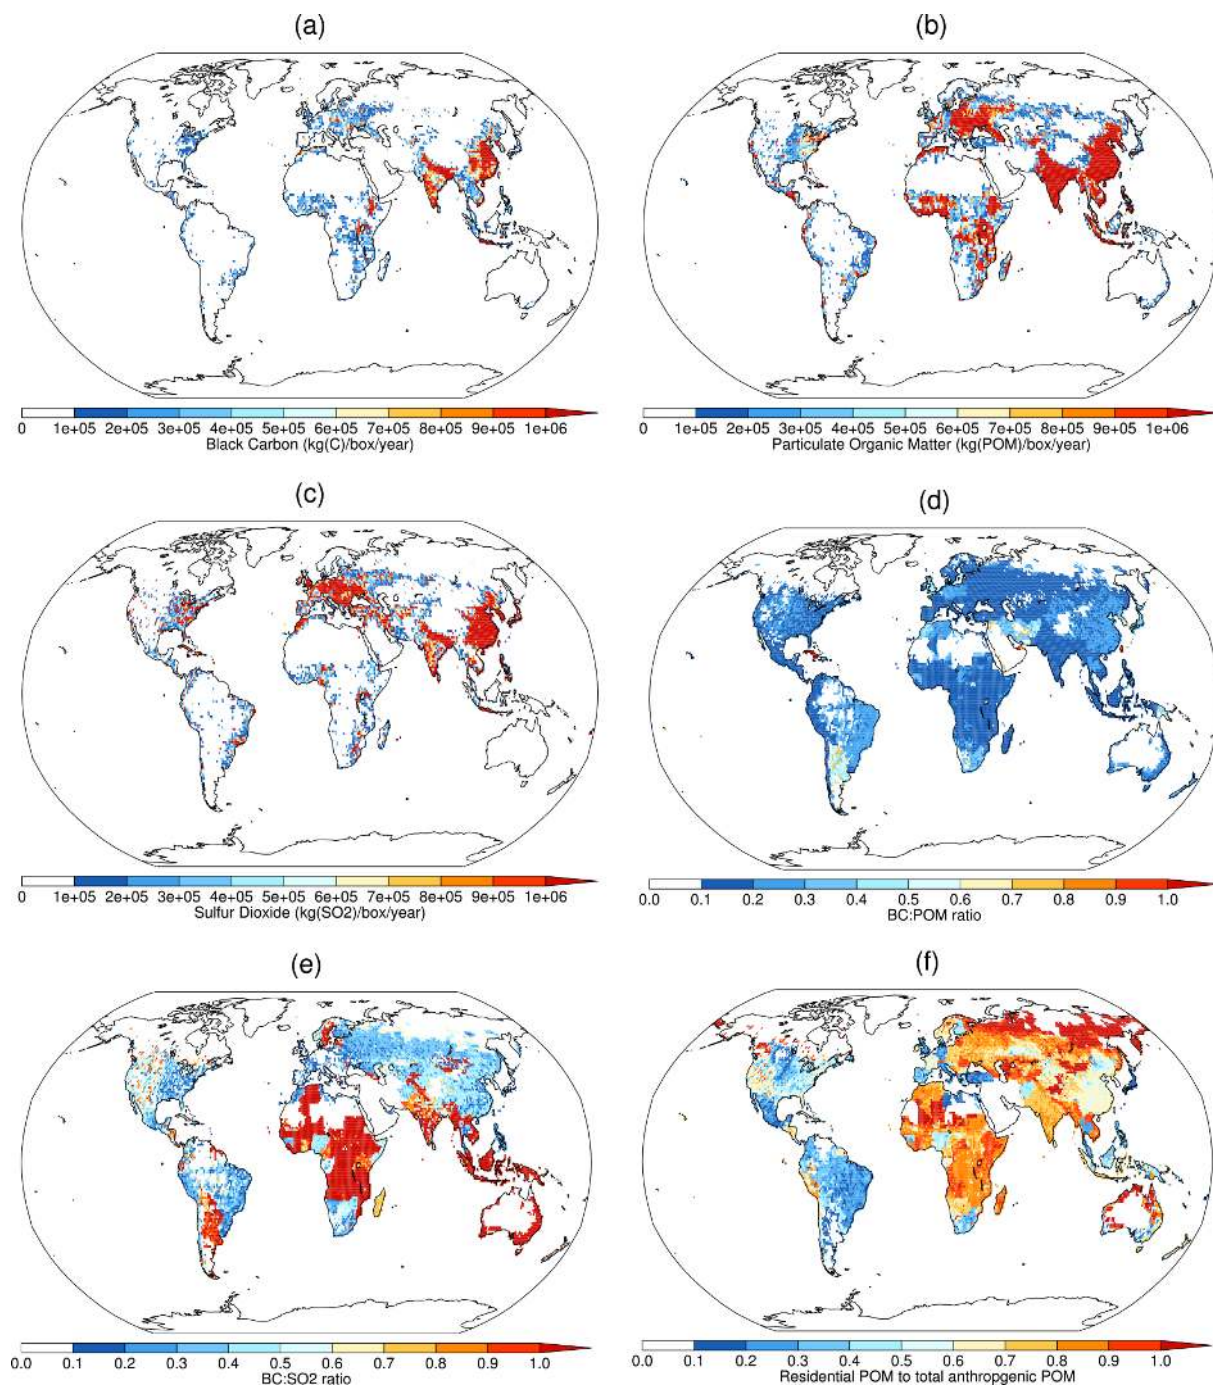 (a)
(b)
0 1e+05 2e+05 3e+05 4e+05 5e+05 6e+05 7e+05 8e+05 9e+05 1e+06
Black Carbon (kg(C)/box/year)
0 1e+05 2e+05 3e+05 4e+05 5e+05 6e+05 7e+05 8e+05 9e+05 1e+06
Particulate Organic Matter (kg(POM)/box/year)
(c)
(d)
0 1e+05 2e+05 3e+05 4e+05 5e+05 6e+05 7e+05 8e+05 9e+05 1e+06
Sulfur Dioxide (kg(SO2)/box/year)
0.0 0.1 0.2 0.3 0.4 0.5 0.6 0.7 0.8 0.9 1.0
BC:POM ratio
(e)
(f)
0.0 0.1 0.2 0.3 0.4 0.5 0.6 0.7 0.8 0.9 1.0
BC:SO2 ratio
0.0 0.1 0.2 0.3 0.4 0.5 0.6 0.7 0.8 0.9 1.0
Residential POM to total anthropgenic POM